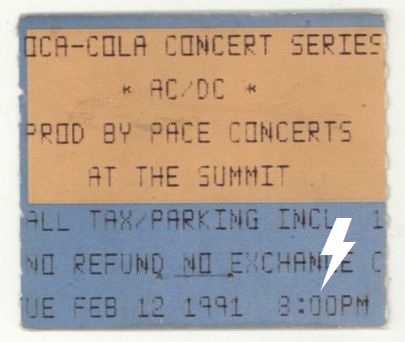 OCA-COLA CONCERT SERIES
* AC/DC *
PROD BY PACE CONCERTS
AT THE SUMMIT
ALL TAX/PARKING INCL 1
NO REFUND NO EXCHANGE C
UE FEB 12 1991 8:00PM